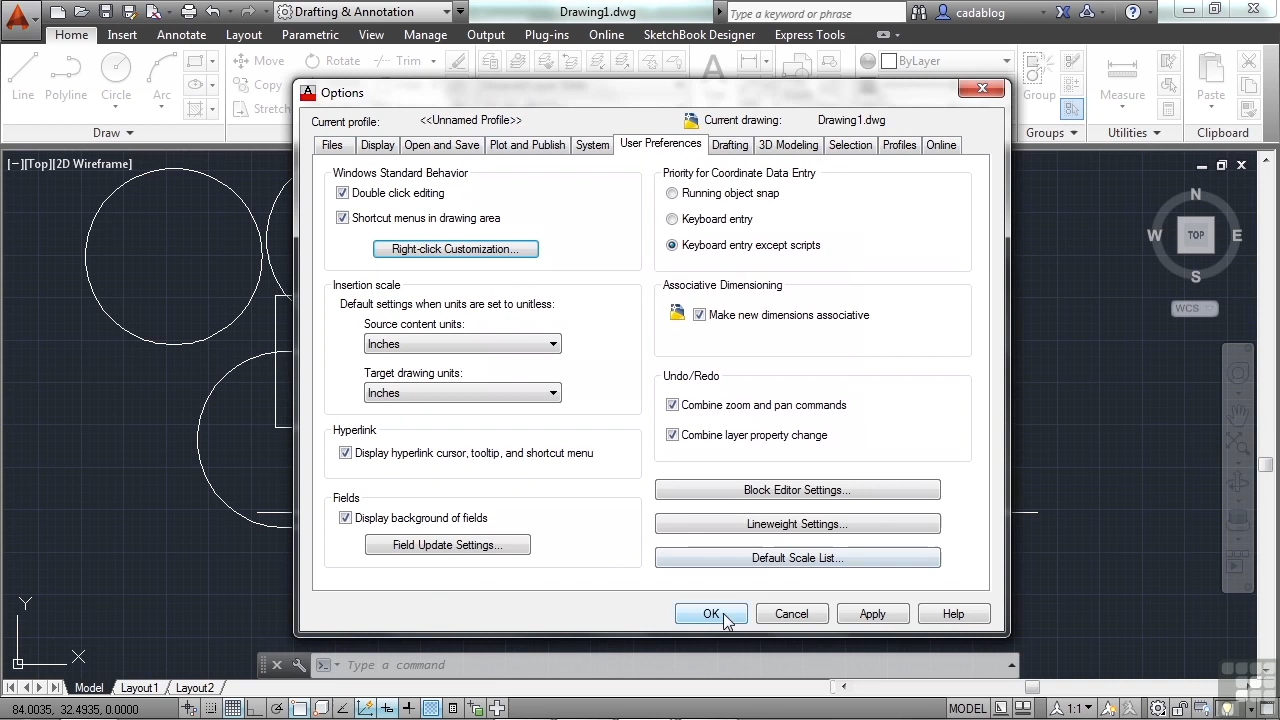 Drafting & Annotation Drawing1.dwg Type a keyword or phrase cadablog
Home Insert Annotate Layout Parametric View Manage Output Plug-ins Online SketchBook Designer Express Tools
Line Polyline Circle Arc
Move Rotate Trim
Copy
Stretch
ByLayer
Group Measure Paste
Draw Groups Utilities Clipboard
Options
Current profile: <<Unnamed Profile>> Current drawing: Drawing1.dwg
Files Display Open and Save Plot and Publish System User Preferences Drafting 3D Modeling Selection Profiles Online
[−][Top][2D Wireframe]
Windows Standard Behavior
Double click editing
Shortcut menus in drawing area
Right-click Customization...
Insertion scale
Default settings when units are set to unitless:
Source content units:
Inches
Target drawing units:
Inches
Hyperlink
Display hyperlink cursor, tooltip, and shortcut menu
Fields
Display background of fields
Field Update Settings...
Priority for Coordinate Data Entry
Running object snap
Keyboard entry
Keyboard entry except scripts
Associative Dimensioning
Make new dimensions associative
Undo/Redo
Combine zoom and pan commands
Combine layer property change
Block Editor Settings...
Lineweight Settings...
Default Scale List...
OK Cancel Apply Help
N
W TOP E
S
WCS
Y
X
Type a command
Model Layout1 Layout2
84.0035, 32.4935, 0.0000 MODEL 1:1